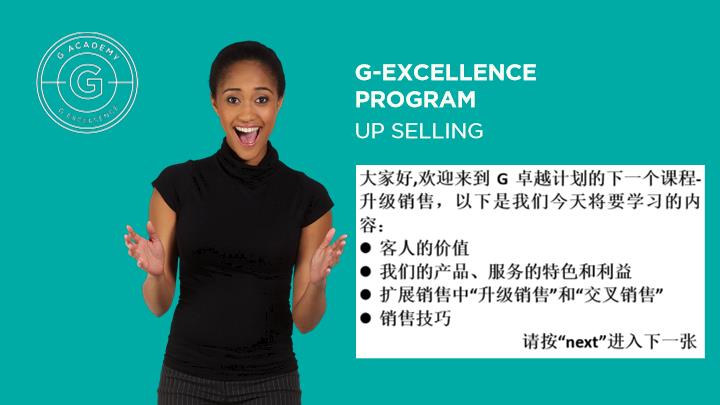 G ACADEMY
G
G EXCELLENCE
G-EXCELLENCE
PROGRAM
UP SELLING
大家好,欢迎来到 G 卓越计划的下一个课程-
升级销售，以下是我们今天将要学习的内
容：
● 客人的价值
● 我们的产品、服务的特色和利益
● 扩展销售中“升级销售”和“交叉销售”
● 销售技巧
请按“next”进入下一张